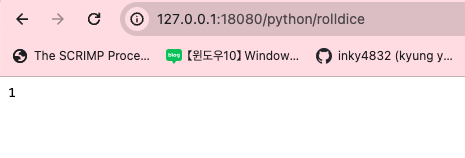 127.0.0.1:18080/python/rolldice
The SCRIMP Proce... blog 【윈도우10】 Window... inky4832 (kyung y...
1